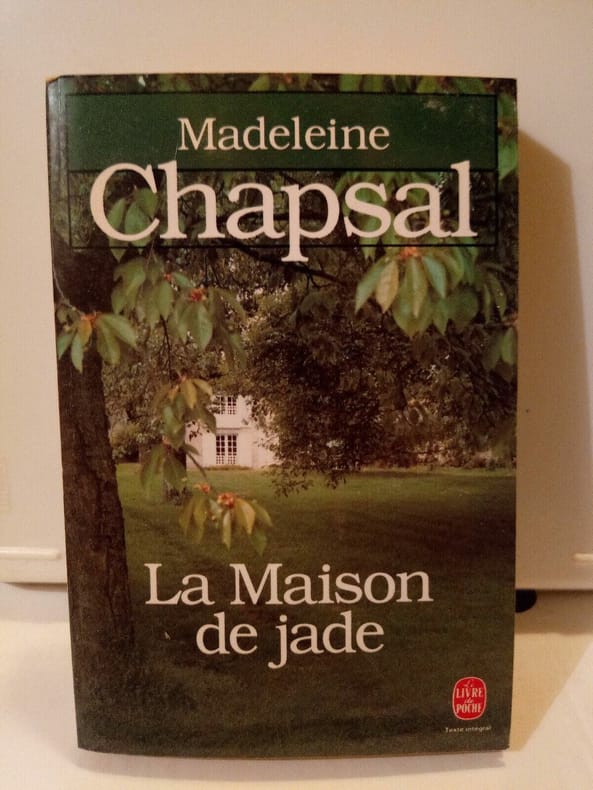 Madeleine
Chapsal
La Maison
de jade
Le
LIVRE
de
POCHE
Texte intégral